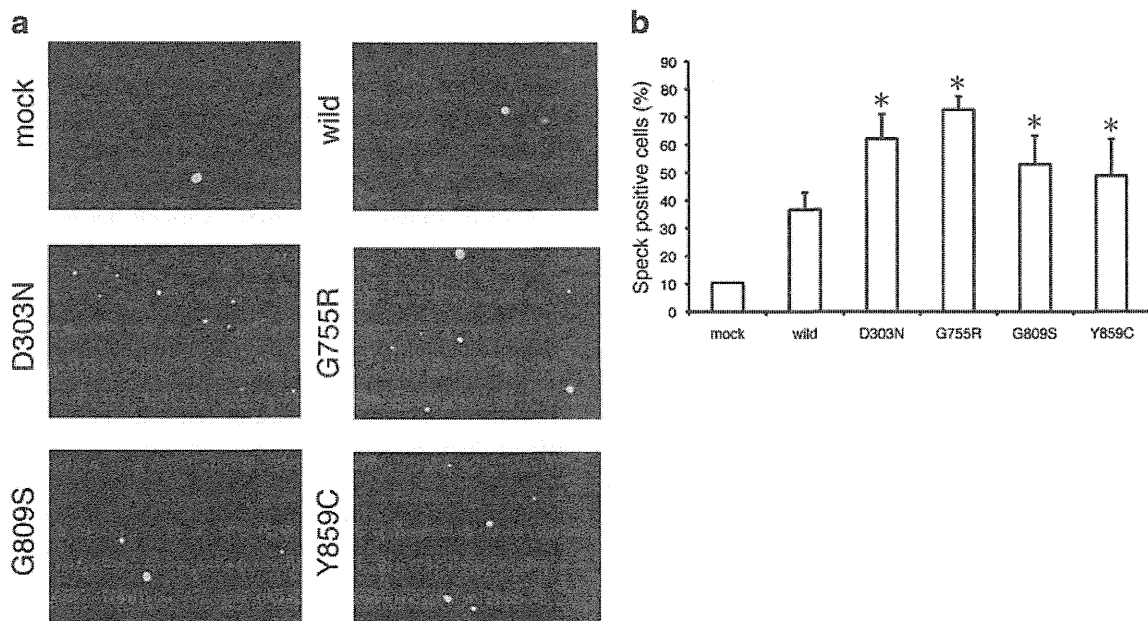 a
mock
wild
D303N
G755R
G809S
Y859C
b
Speck positive cells (%)
90
80
70
60
50
40
30
20
10
0
* * * *
mock wild D303N G755R G809S Y859C